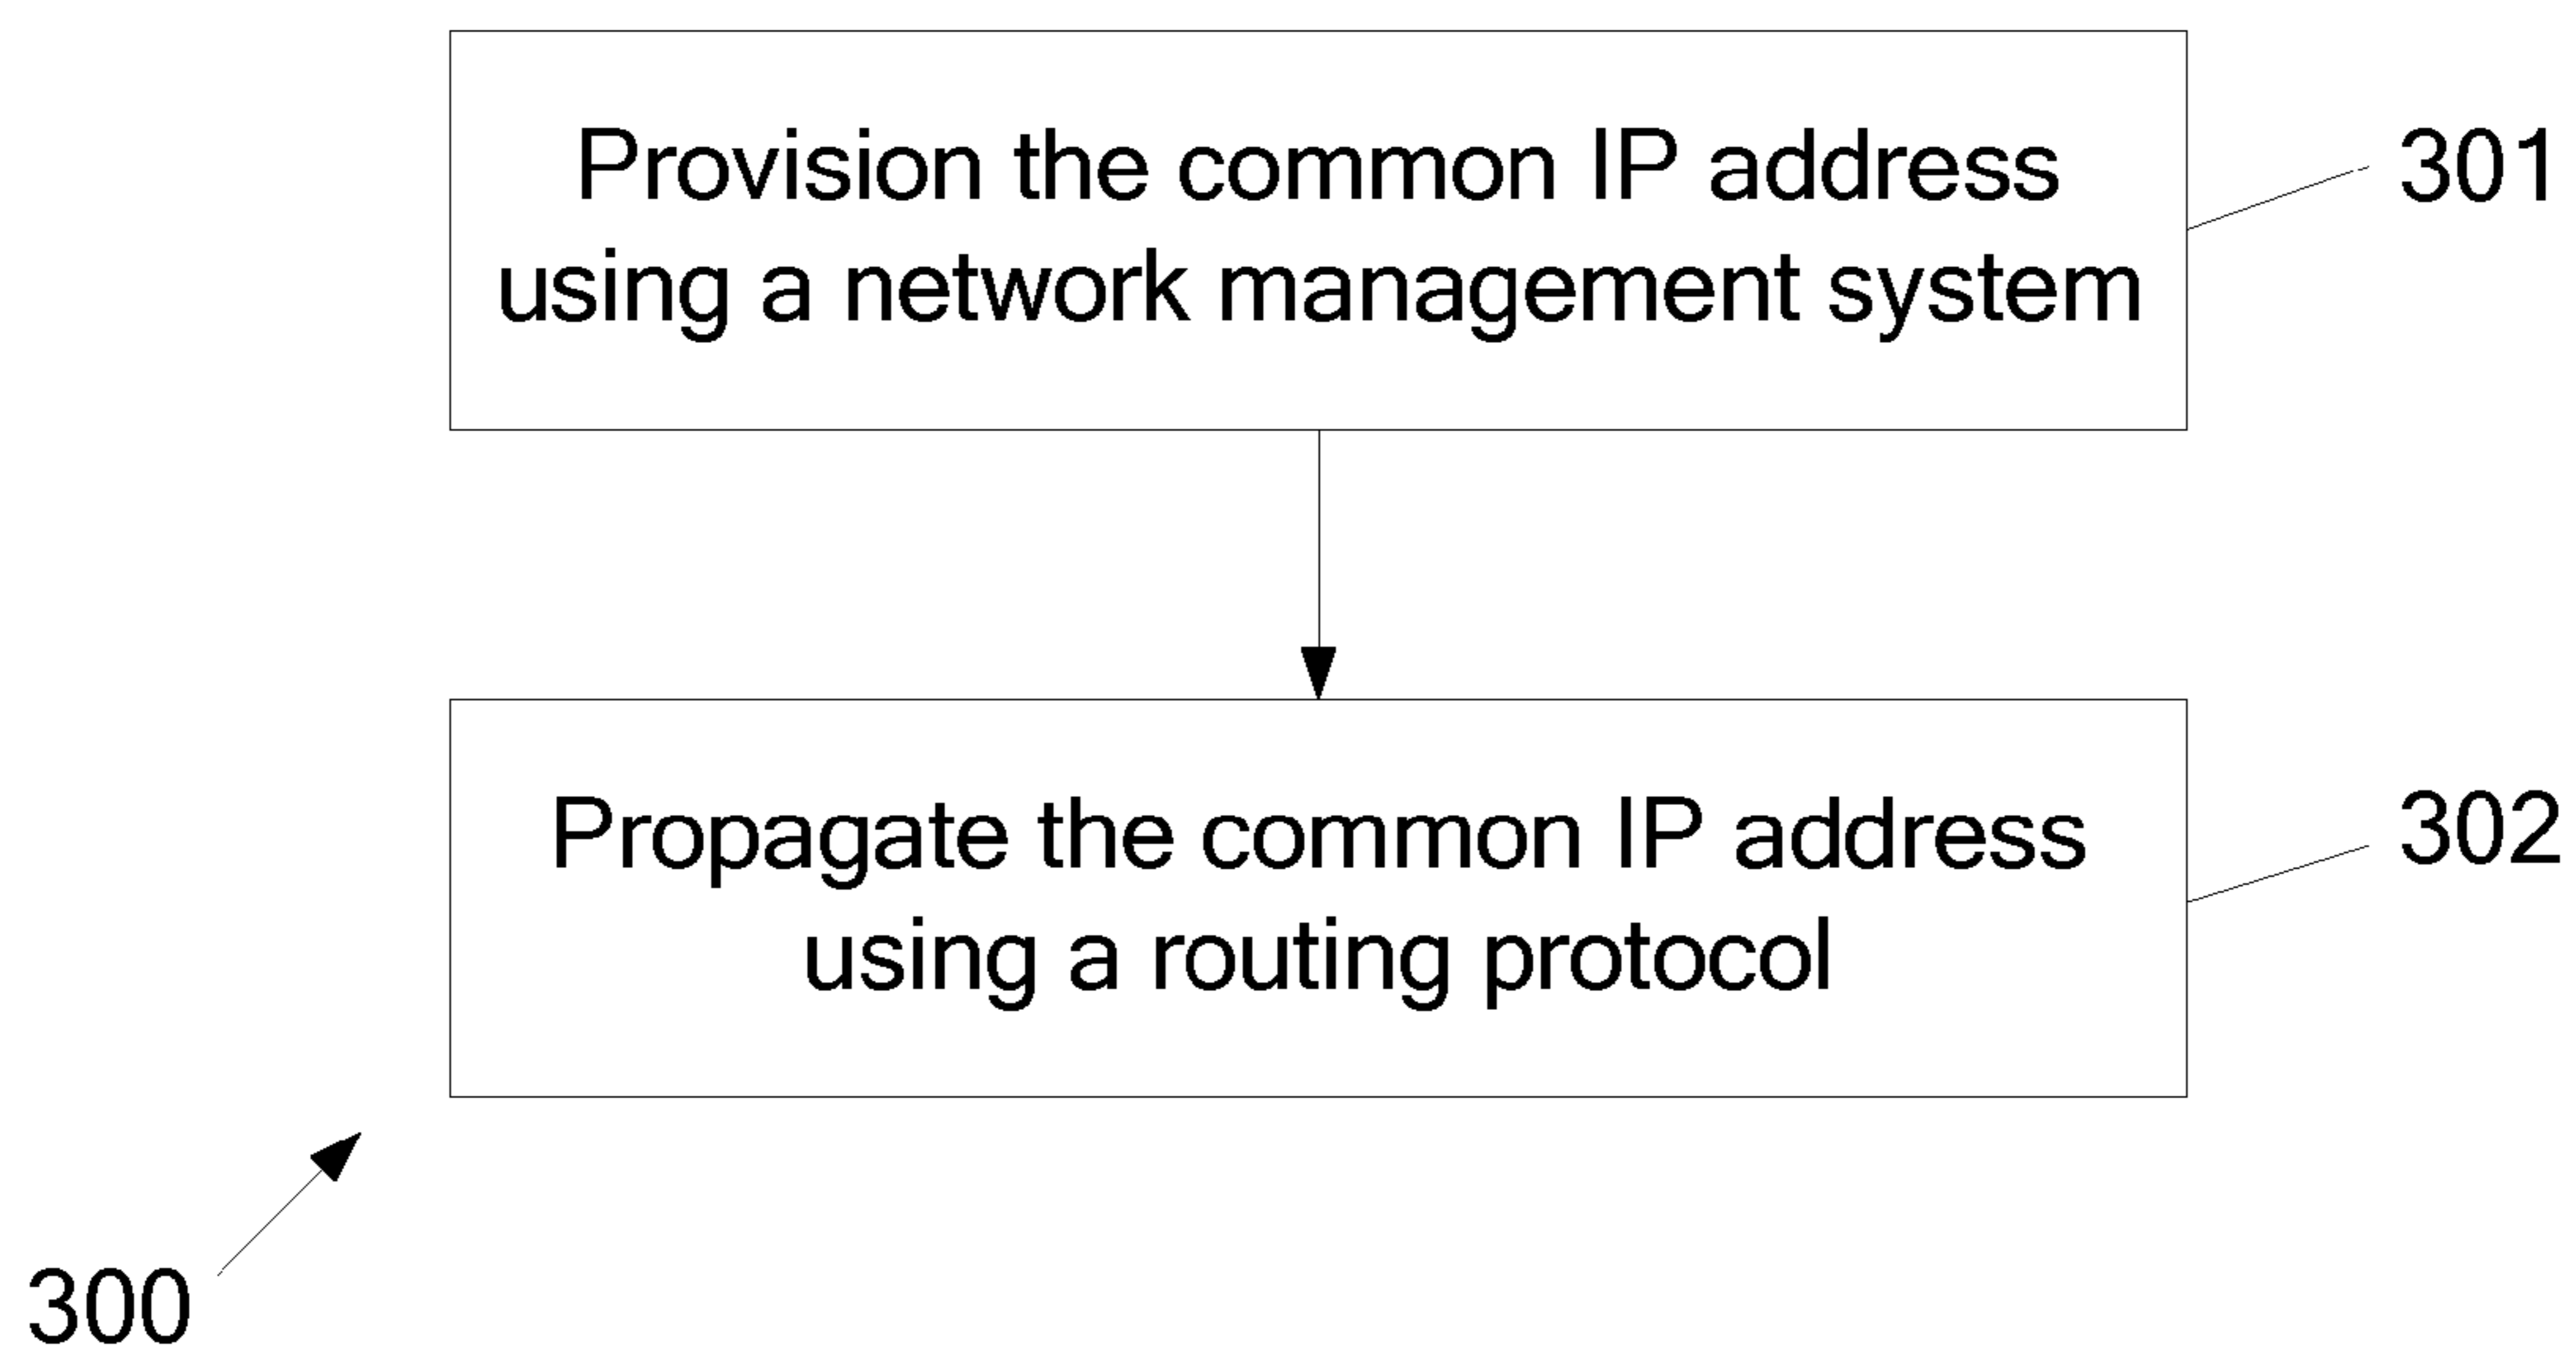 Provision the common IP address
using a network management system
301
Propagate the common IP address
using a routing protocol
302
300